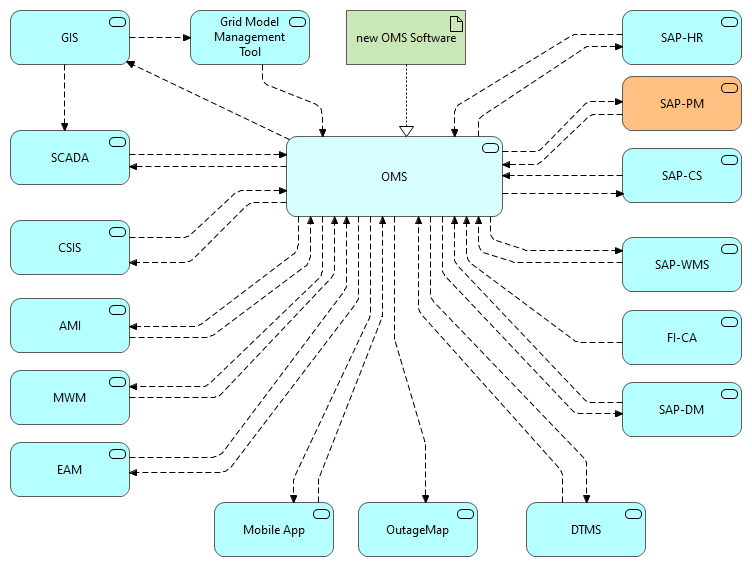 GIS
Grid Model
Management
Tool
new OMS Software
SAP-HR
SAP-PM
SCADA
OMS
SAP-CS
CSIS
SAP-WMS
AMI
FI-CA
MWM
SAP-DM
EAM
Mobile App
OutageMap
DTMS